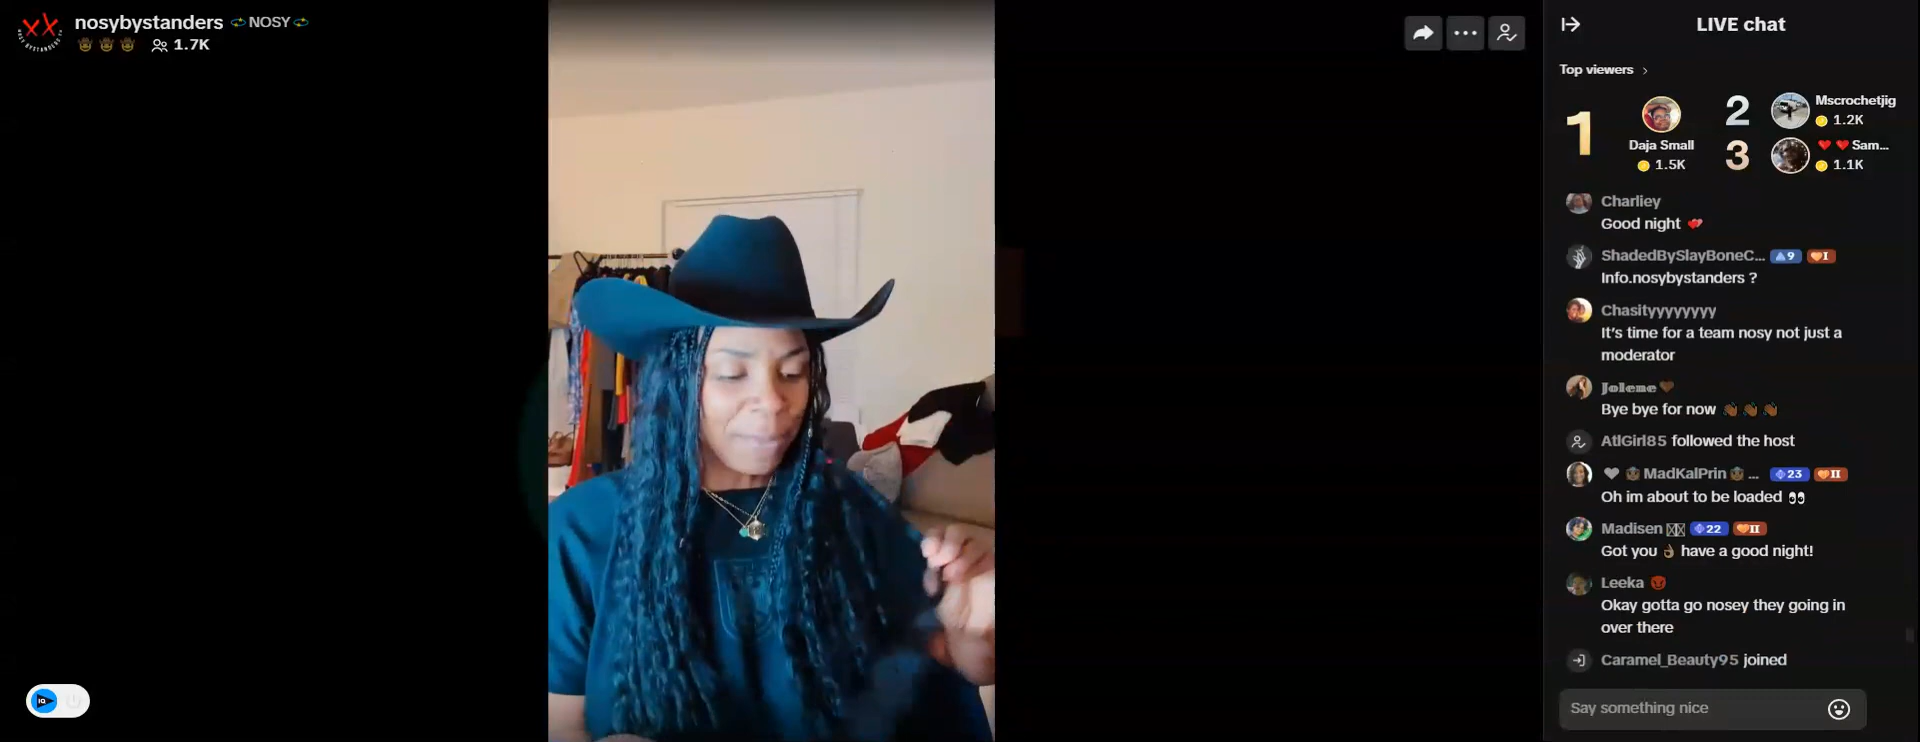 nosybystanders NOSY
1.7K
LIVE chat
Top viewers >
1
Daja Small
1.5K
2
Mscrochetjig
1.2K
3
Sam...
1.1K
Charliey
Good night
ShadedBySlayBoneC... 9 I
Info.nosybystanders ?
Chasityyyyyyyy
It's time for a team nosy not just a
moderator
𝕁𝕠𝕝𝕖𝕟𝕖
Bye bye for now
AtlGirl85 followed the host
MadKalPrin ... 23 II
Oh im about to be loaded 👀
Madisen 22 II
Got you 👌🏽 have a good night!
Leeka
Okay gotta go nosey they going in
over there
Caramel_Beauty95 joined
Say something nice